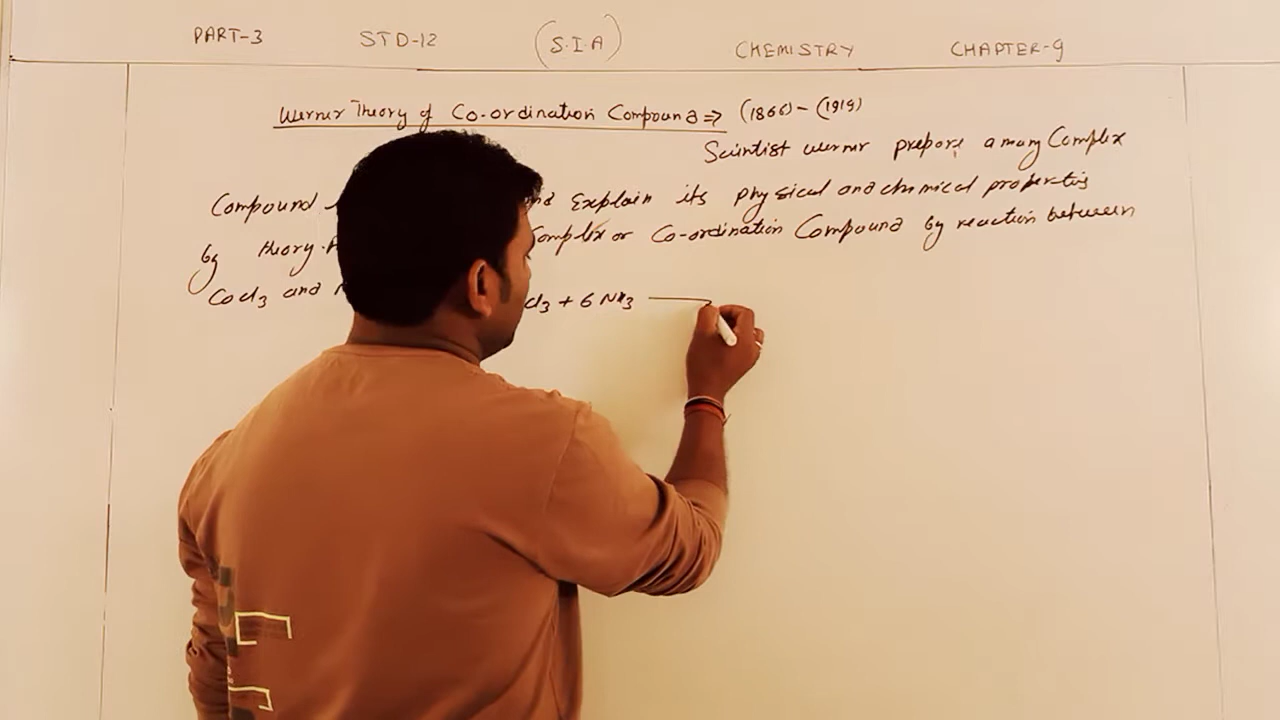 PART-3 STD-12 (S.I.A) CHEMISTRY CHAPTER-9
Werner Theory of Co-ordination Compound ⇒ (1866) - (1919)
Scientist werner prepare a many Complex
Compound Explain its physical and chemical properties
by theory. Complex or Co-ordination Compound by reaction between
CoCl3 and Cl3 + 6 NH3